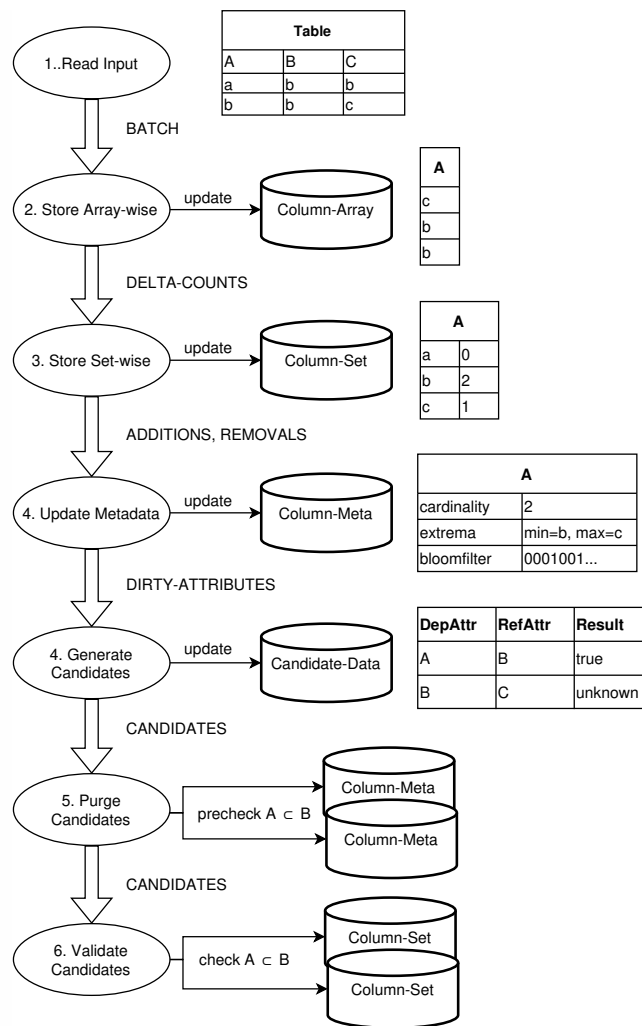 Table
1..Read Input
A B C
a b b
b b c
BATCH
A
2. Store Array-wise
update
Column-Array
c
b
b
DELTA-COUNTS
A
3. Store Set-wise
update
Column-Set
a 0
b 2
c 1
ADDITIONS, REMOVALS
A
4. Update Metadata
update
Column-Meta
cardinality 2
extrema min=b, max=c
bloomfilter 0001001...
DIRTY-ATTRIBUTES
DepAttr RefAttr Result
4. Generate
Candidates
update
Candidate-Data
A B true
B C unknown
CANDIDATES
5. Purge
Candidates
precheck A ⊂ B
Column-Meta
Column-Meta
CANDIDATES
6. Validate
Candidates
check A ⊂ B
Column-Set
Column-Set